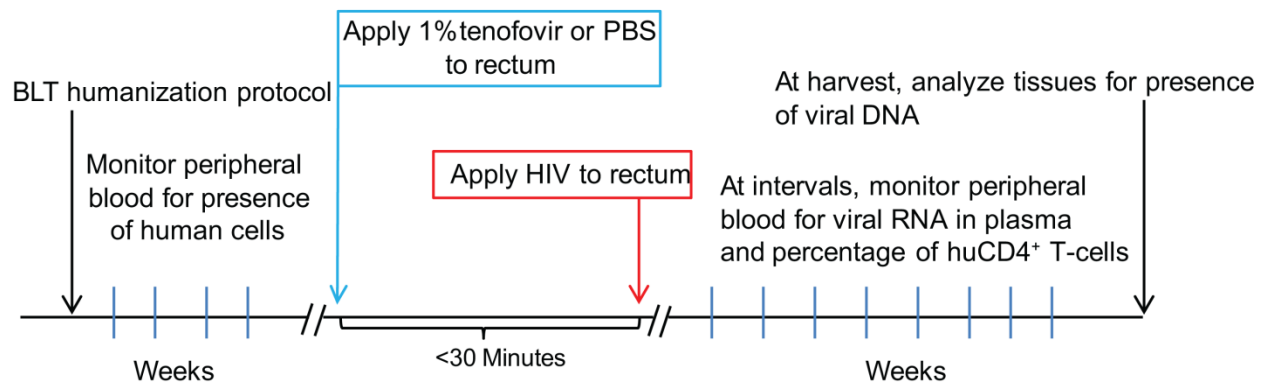 BLT humanization protocol
Monitor peripheral
blood for presence
of human cells
Weeks
Apply 1% tenofovir or PBS
to rectum
Apply HIV to rectum
<30 Minutes
At harvest, analyze tissues for presence
of viral DNA
At intervals, monitor peripheral
blood for viral RNA in plasma
and percentage of huCD4⁺ T-cells
Weeks